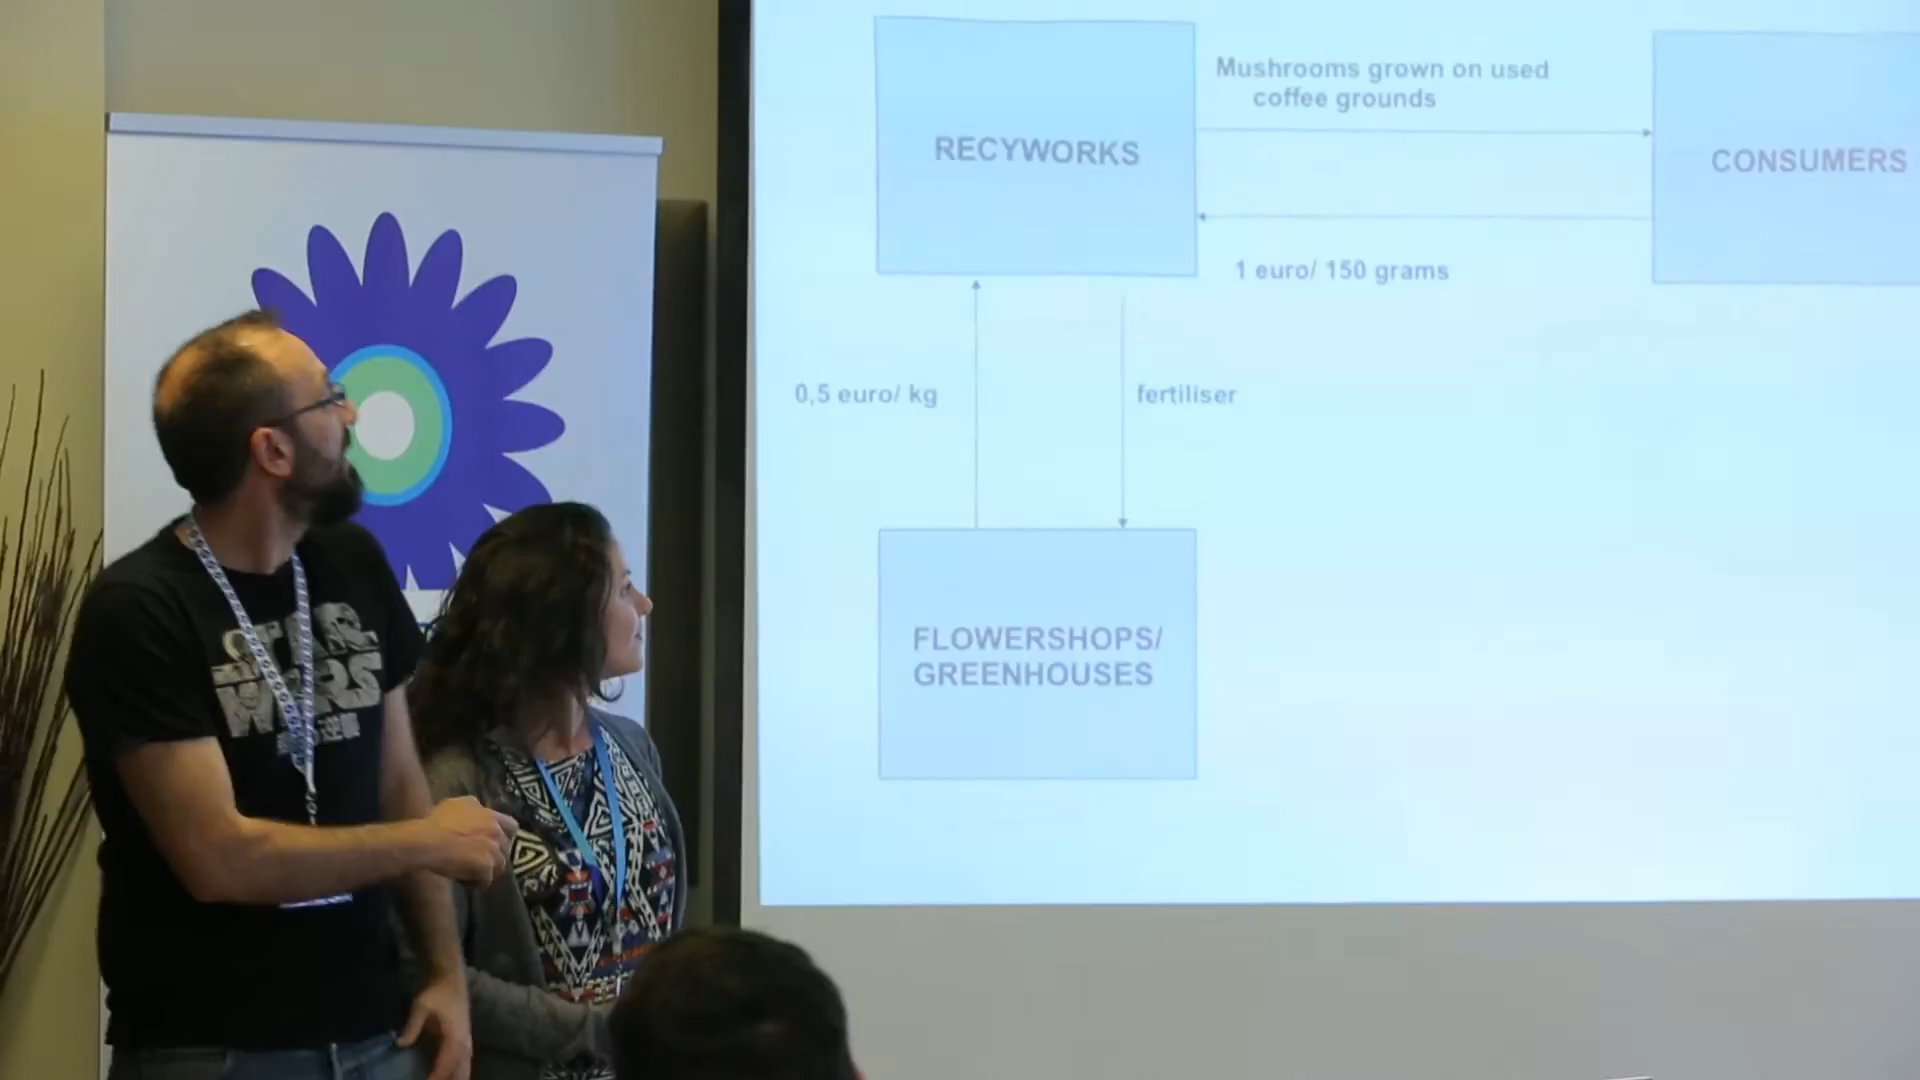 Mushrooms grown on used
coffee grounds
RECYWORKS
CONSUMERS
1 euro/ 150 grams
0,5 euro/ kg
fertiliser
FLOWERSHOPS/
GREENHOUSES
STAR
WARS